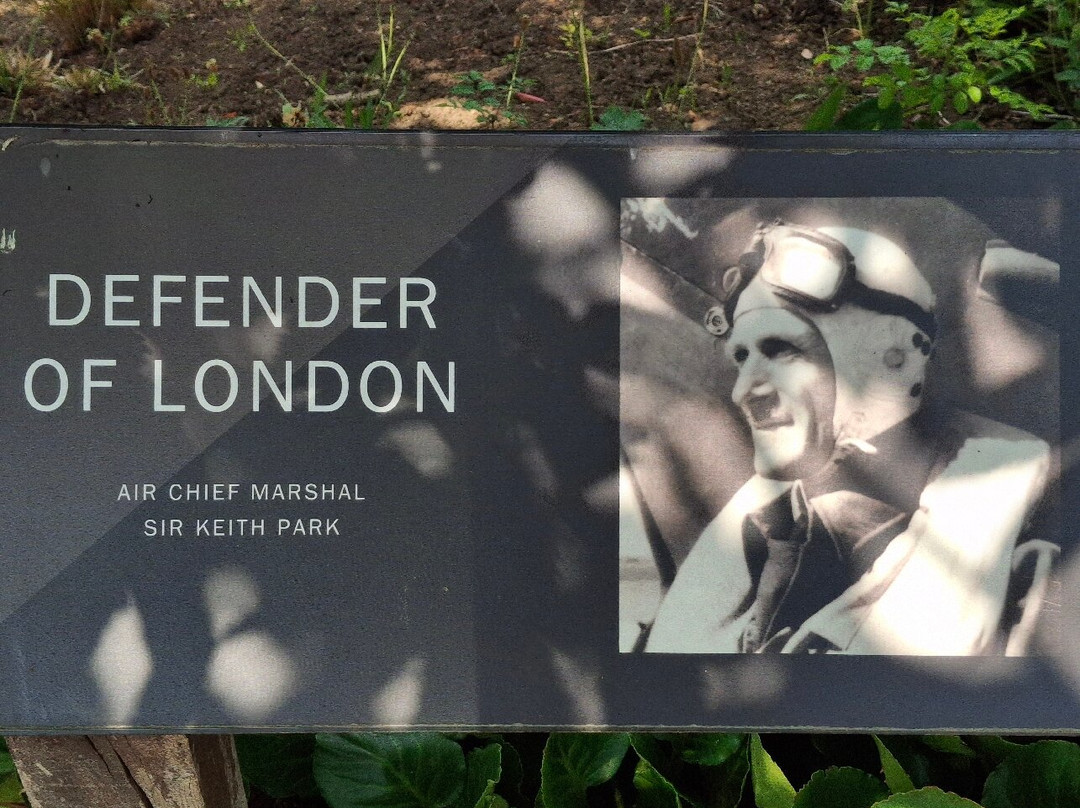 DEFENDER
OF LONDON
AIR CHIEF MARSHAL
SIR KEITH PARK